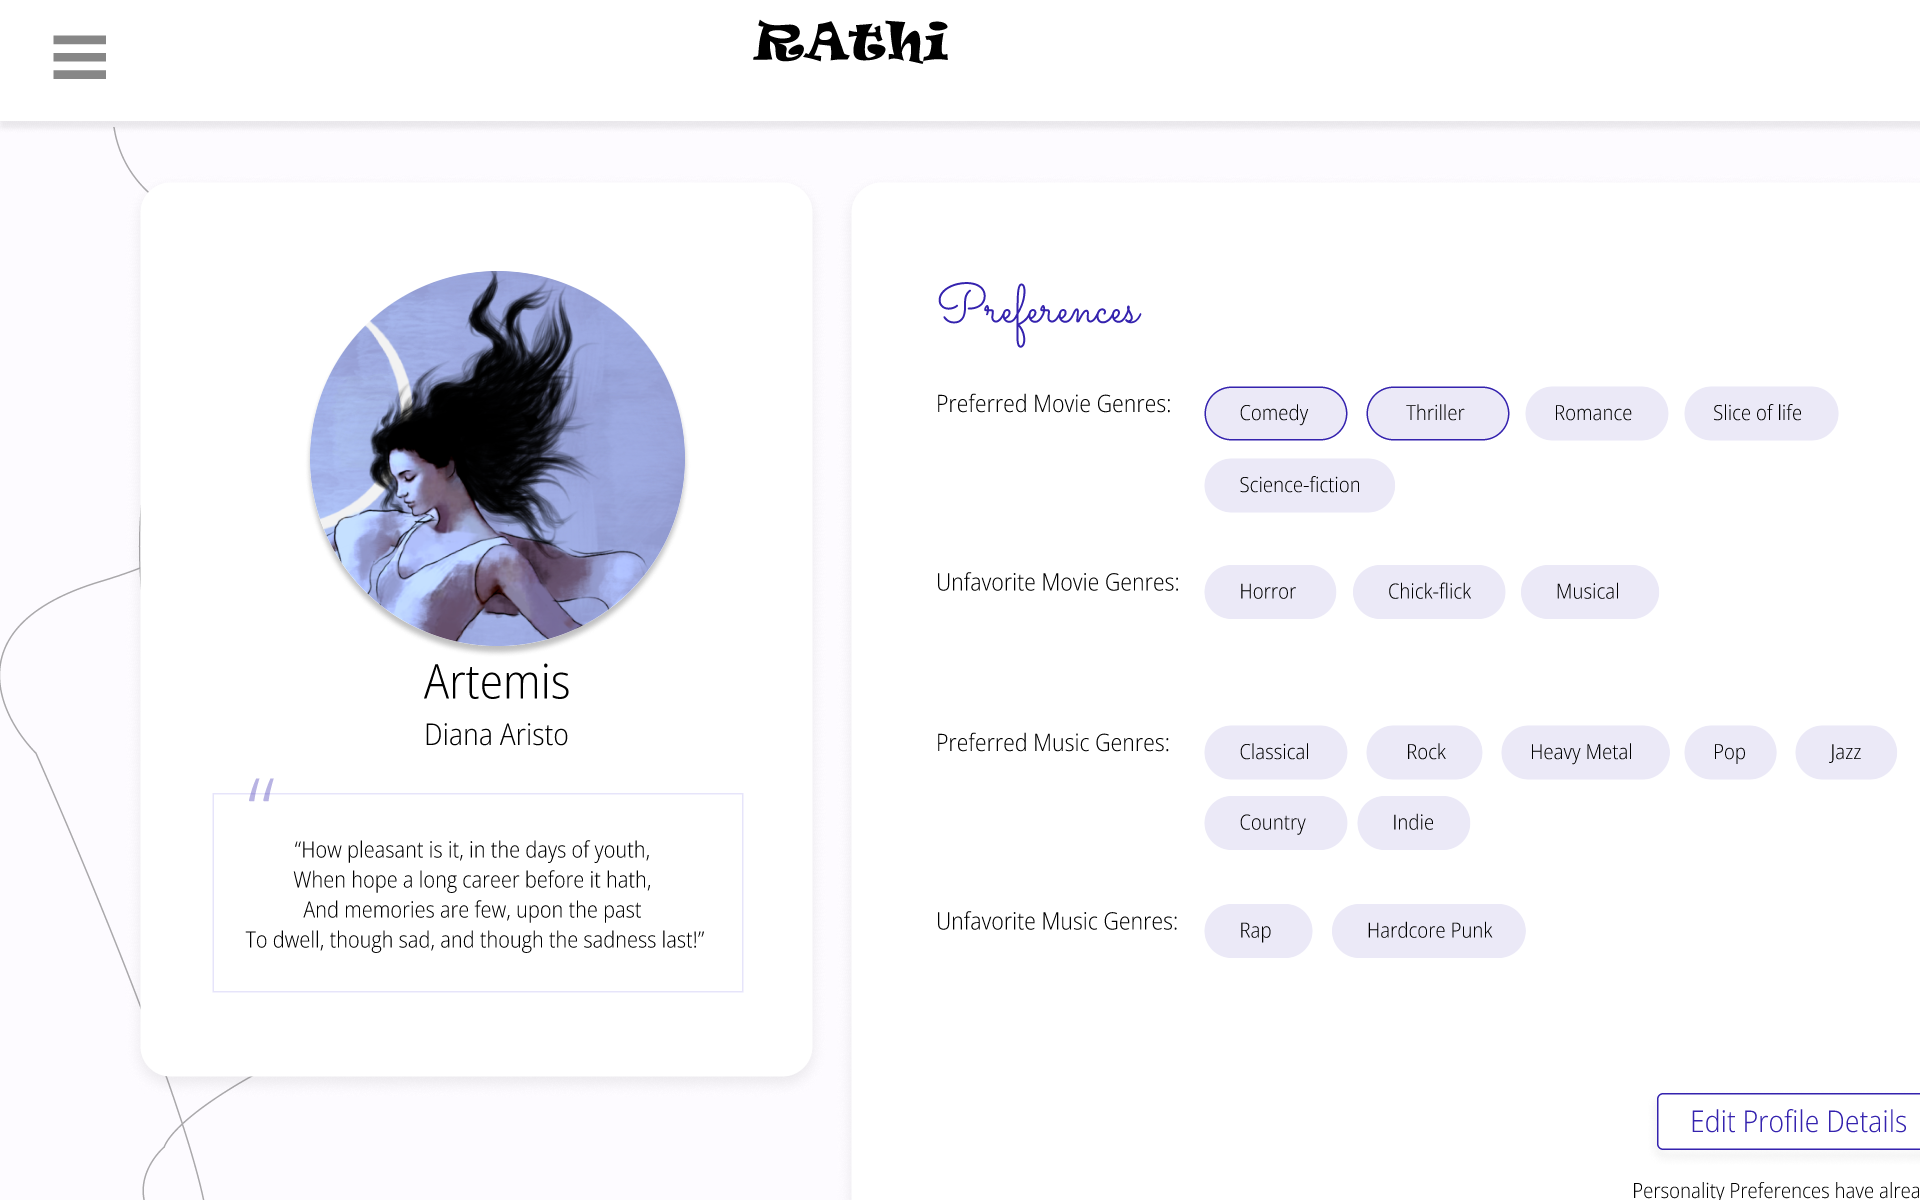 RAthi
Artemis
Diana Aristo
“How pleasant is it, in the days of youth,
When hope a long career before it hath,
And memories are few, upon the past
To dwell, though sad, and though the sadness last!”
Preferences
Preferred Movie Genres:
Comedy Thriller Romance Slice of life
Science-fiction
Unfavorite Movie Genres:
Horror Chick-flick Musical
Preferred Music Genres:
Classical Rock Heavy Metal Pop Jazz
Country Indie
Unfavorite Music Genres:
Rap Hardcore Punk
Edit Profile Details
Personality Preferences have alrea